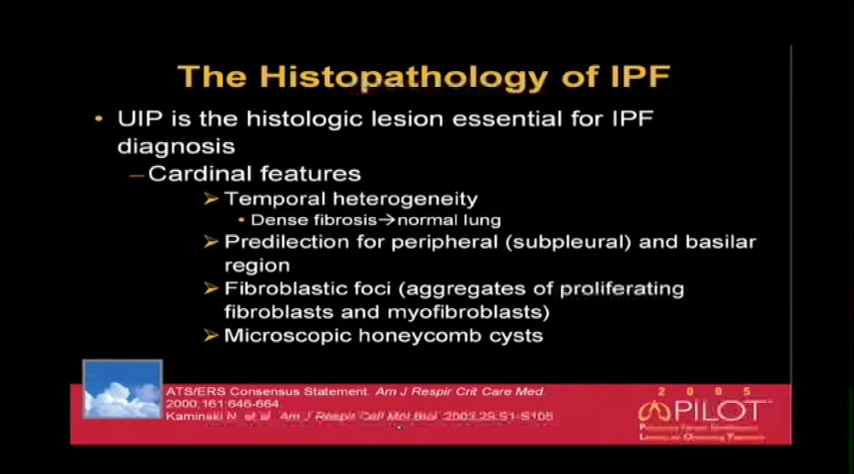 The Histopathology of IPF
• UIP is the histologic lesion essential for IPF
diagnosis
–Cardinal features
➢ Temporal heterogeneity
• Dense fibrosis→normal lung
➢ Predilection for peripheral (subpleural) and basilar
region
➢ Fibroblastic foci (aggregates of proliferating
fibroblasts and myofibroblasts)
➢ Microscopic honeycomb cysts
ATS/ERS Consensus Statement. Am J Respir Crit Care Med.
2000;161:646-664.
Kaminski N, et al. Am J Respir Cell Mol Biol. 2003;29:S1-S105
2 0 0 5
PILOT